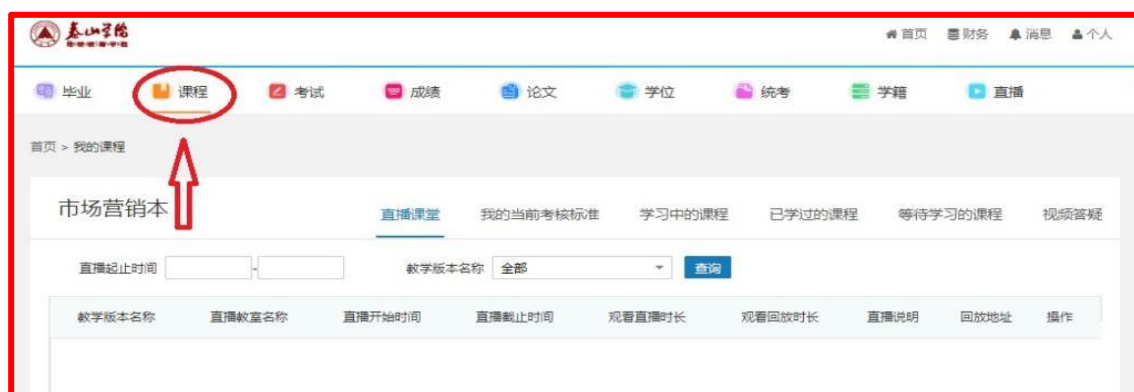 泰山学院
首页 财务 消息 个人
毕业 课程 考试 成绩 论文 学位 统考 学籍 直播
首页 > 我的课程
市场营销本 直播课堂 我的当前考核标准 学习中的课程 已学过的课程 等待学习的课程 视频答疑
直播起止时间 - 教学版本名称 全部 查询
教学版本名称 直播教室名称 直播开始时间 直播截止时间 观看直播时长 观看回放时长 直播说明 回放地址 操作